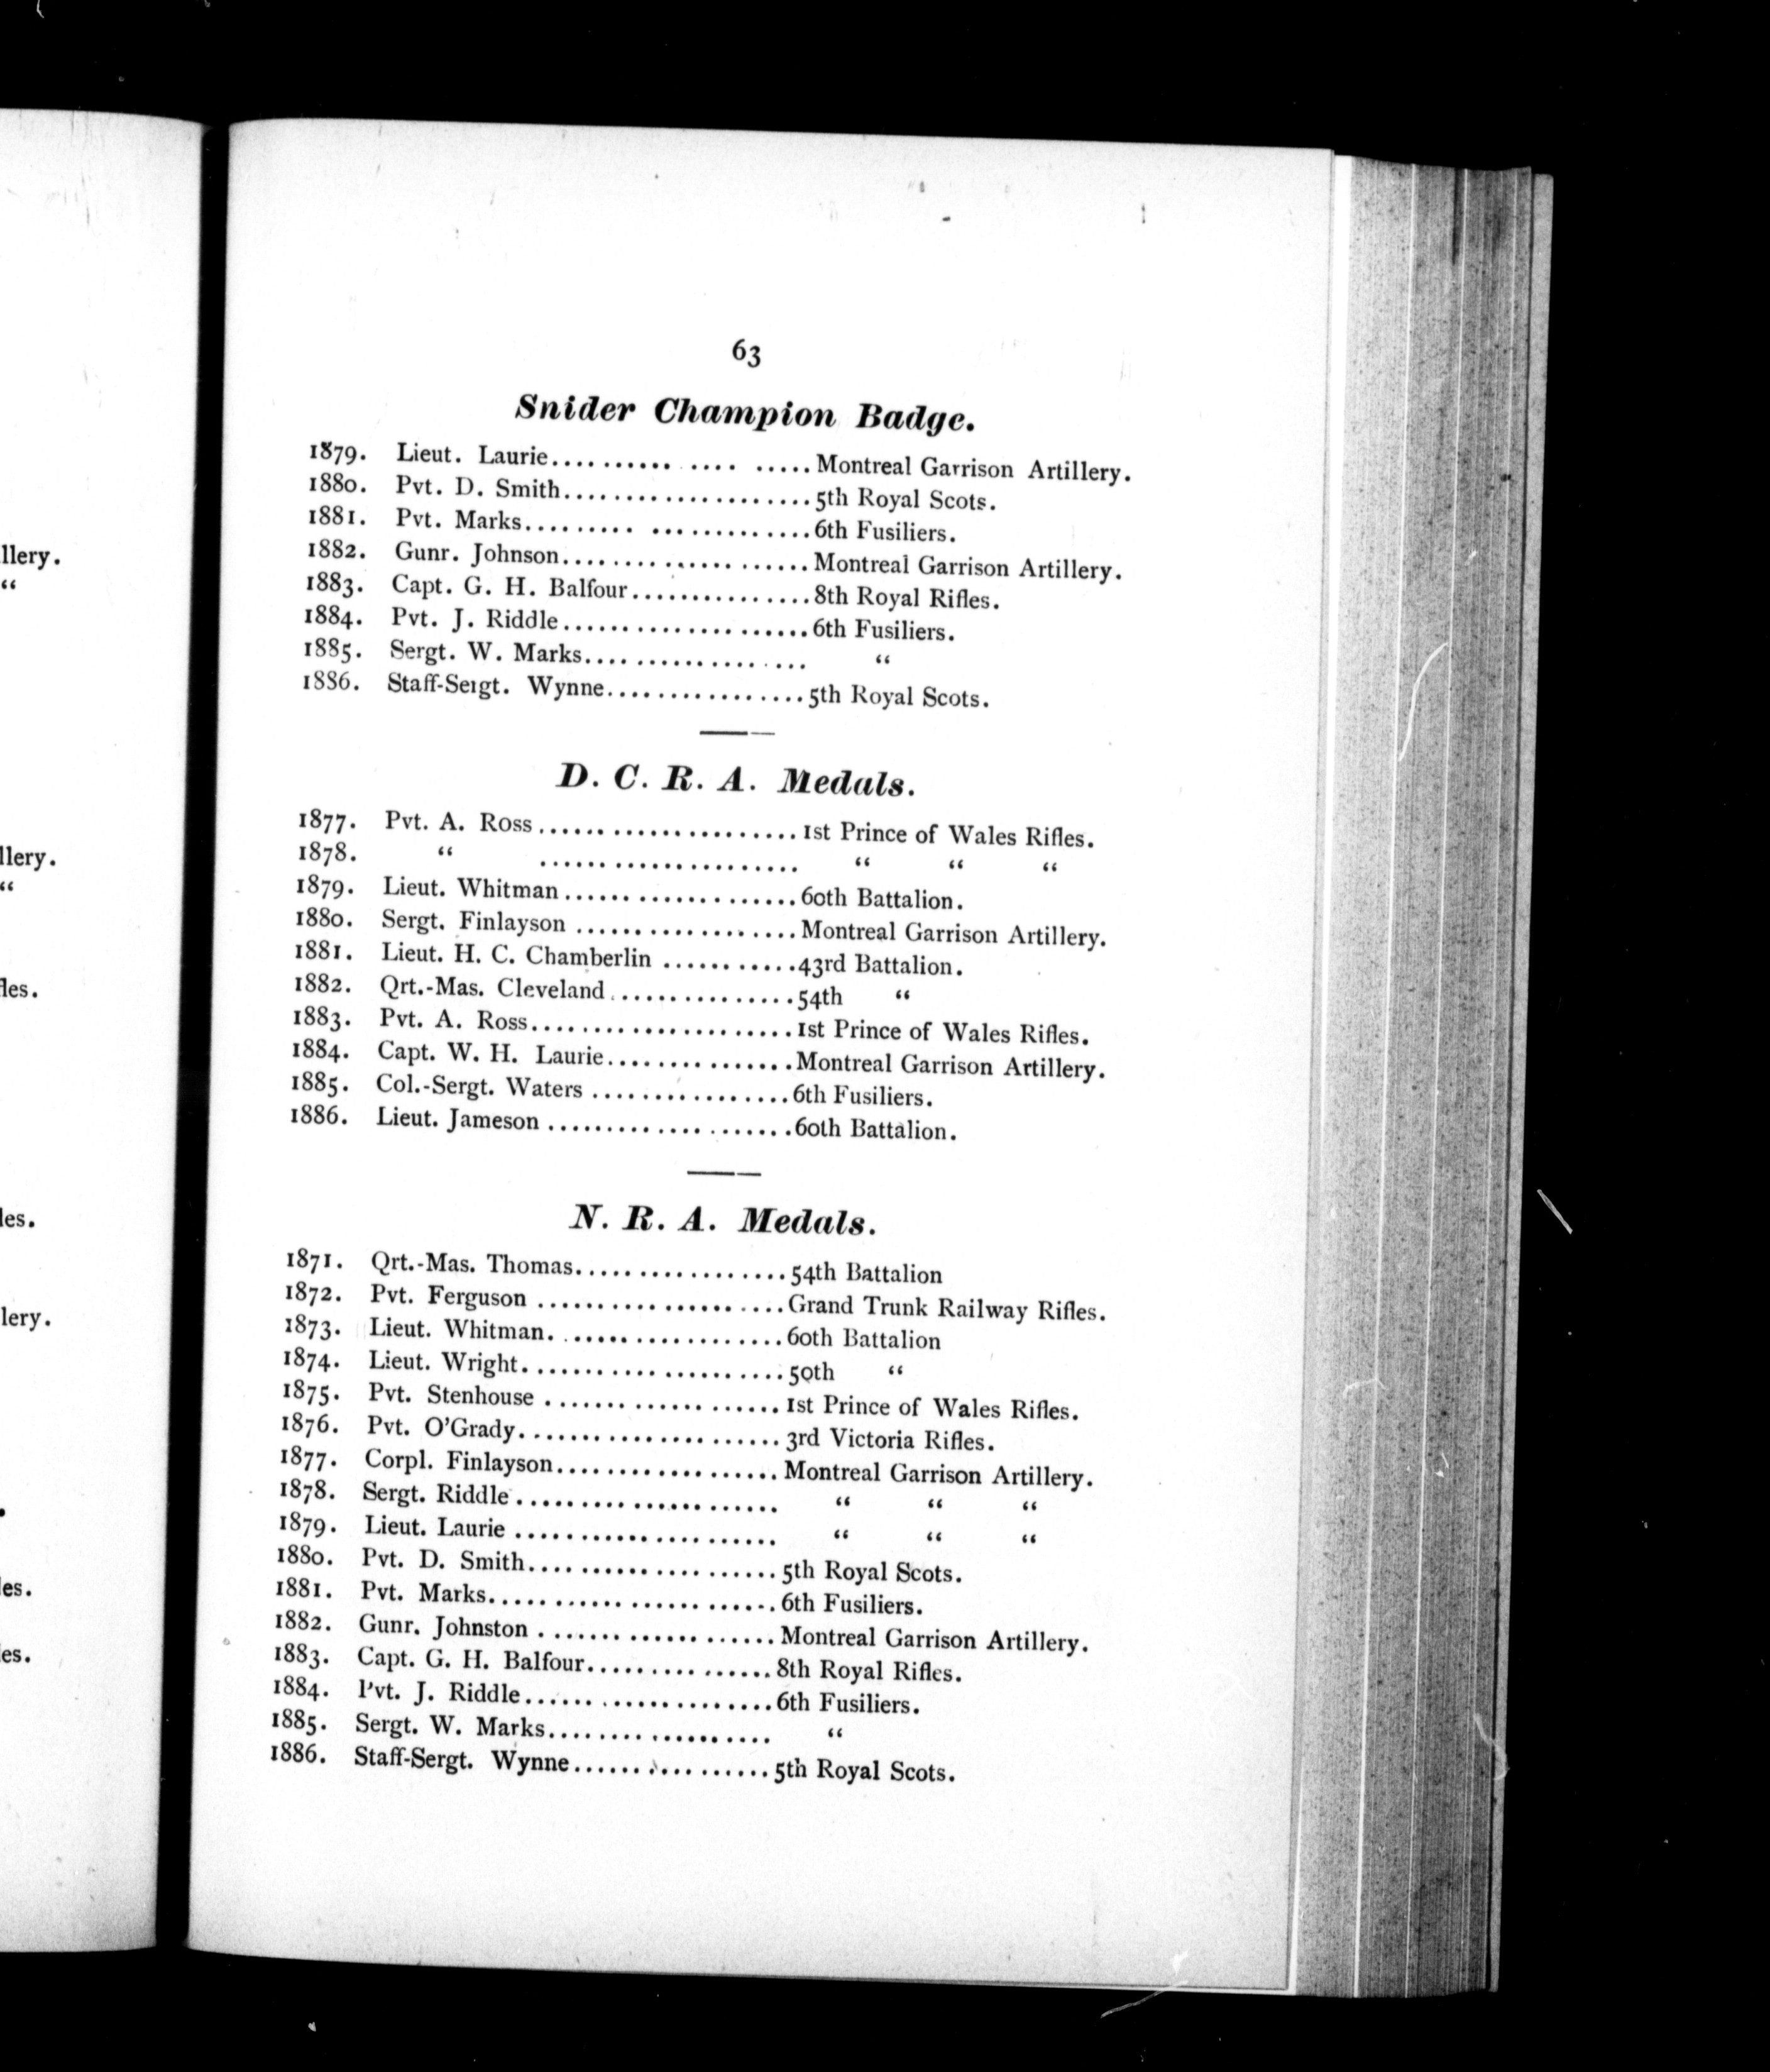 63
Snider Champion Badge.
1879. Lieut. Laurie.................... Montreal Garrison Artillery.
1880. Pvt. D. Smith.....................5th Royal Scots.
1881. Pvt. Marks.......................6th Fusiliers.
1882. Gunr. Johnson..................... Montreal Garrison Artillery.
1883. Capt. G. H. Balfour...............8th Royal Rifles.
1884. Pvt. J. Riddle.....................6th Fusiliers.
1885. Sergt. W. Marks................... "
1886. Staff-Sergt. Wynne................5th Royal Scots.
D. C. R. A. Medals.
1877. Pvt. A. Ross......................1st Prince of Wales Rifles.
1878. " ...................... " " "
1879. Lieut. Whitman....................60th Battalion.
1880. Sergt. Finlayson ...................Montreal Garrison Artillery.
1881. Lieut. H. C. Chamberlin ...........43rd Battalion.
1882. Qrt.-Mas. Cleveland................54th "
1883. Pvt. A. Ross......................1st Prince of Wales Rifles.
1884. Capt. W. H. Laurie................Montreal Garrison Artillery.
1885. Col.-Sergt. Waters .................6th Fusiliers.
1886. Lieut. Jameson ....................60th Battalion.
N. R. A. Medals.
1871. Qrt.-Mas. Thomas..................54th Battalion
1872. Pvt. Ferguson .....................Grand Trunk Railway Rifles.
1873. Lieut. Whitman....................60th Battalion
1874. Lieut. Wright......................50th "
1875. Pvt. Stenhouse ....................1st Prince of Wales Rifles.
1876. Pvt. O'Grady......................3rd Victoria Rifles.
1877. Corpl. Finlayson...................Montreal Garrison Artillery.
1878. Sergt. Riddle...................... " " "
1879. Lieut. Laurie ...................... " " "
1880. Pvt. D. Smith.....................5th Royal Scots.
1881. Pvt. Marks........................6th Fusiliers.
1882. Gunr. Johnston ....................Montreal Garrison Artillery.
1883. Capt. G. H. Balfour................8th Royal Rifles.
1884. Pvt. J. Riddle.....................6th Fusiliers.
1885. Sergt. W. Marks................... "
1886. Staff-Sergt. Wynne................5th Royal Scots.